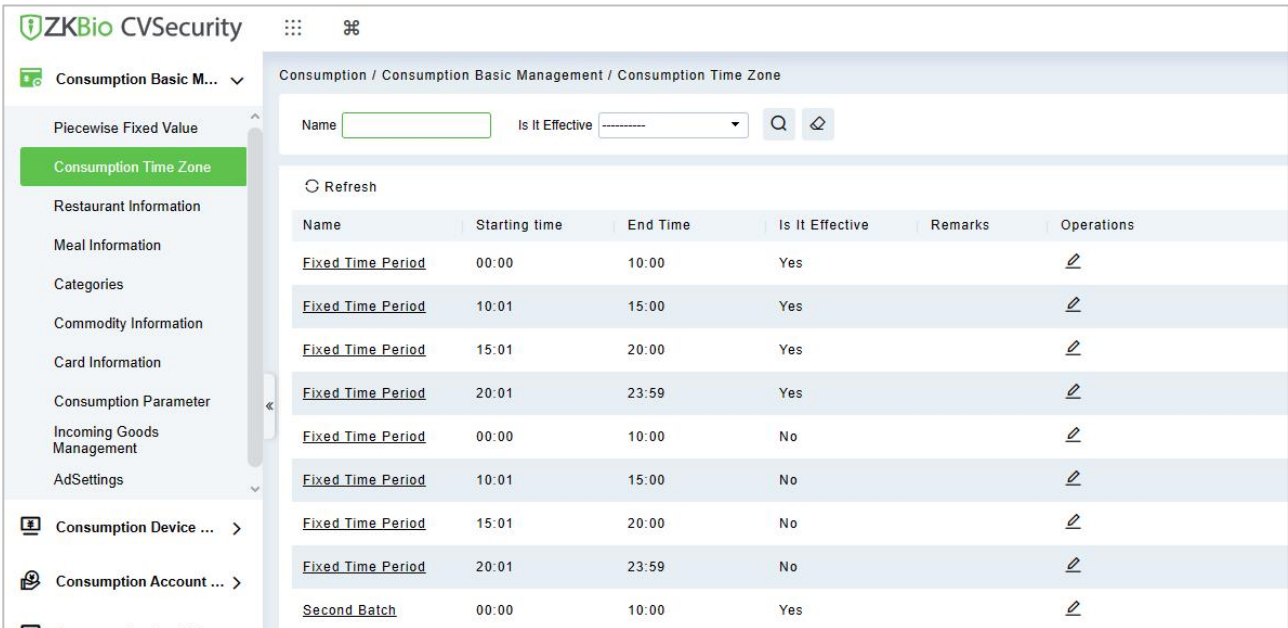 ZKBio CVSecurity
Consumption Basic M...
Piecewise Fixed Value
Consumption Time Zone
Restaurant Information
Meal Information
Categories
Commodity Information
Card Information
Consumption Parameter
Incoming Goods
Management
AdSettings
Consumption Device ...
Consumption Account ...
Consumption / Consumption Basic Management / Consumption Time Zone
Name Is It Effective ----------
Refresh
Name Starting time End Time Is It Effective Remarks Operations
Fixed Time Period 00:00 10:00 Yes
Fixed Time Period 10:01 15:00 Yes
Fixed Time Period 15:01 20:00 Yes
Fixed Time Period 20:01 23:59 Yes
Fixed Time Period 00:00 10:00 No
Fixed Time Period 10:01 15:00 No
Fixed Time Period 15:01 20:00 No
Fixed Time Period 20:01 23:59 No
Second Batch 00:00 10:00 Yes